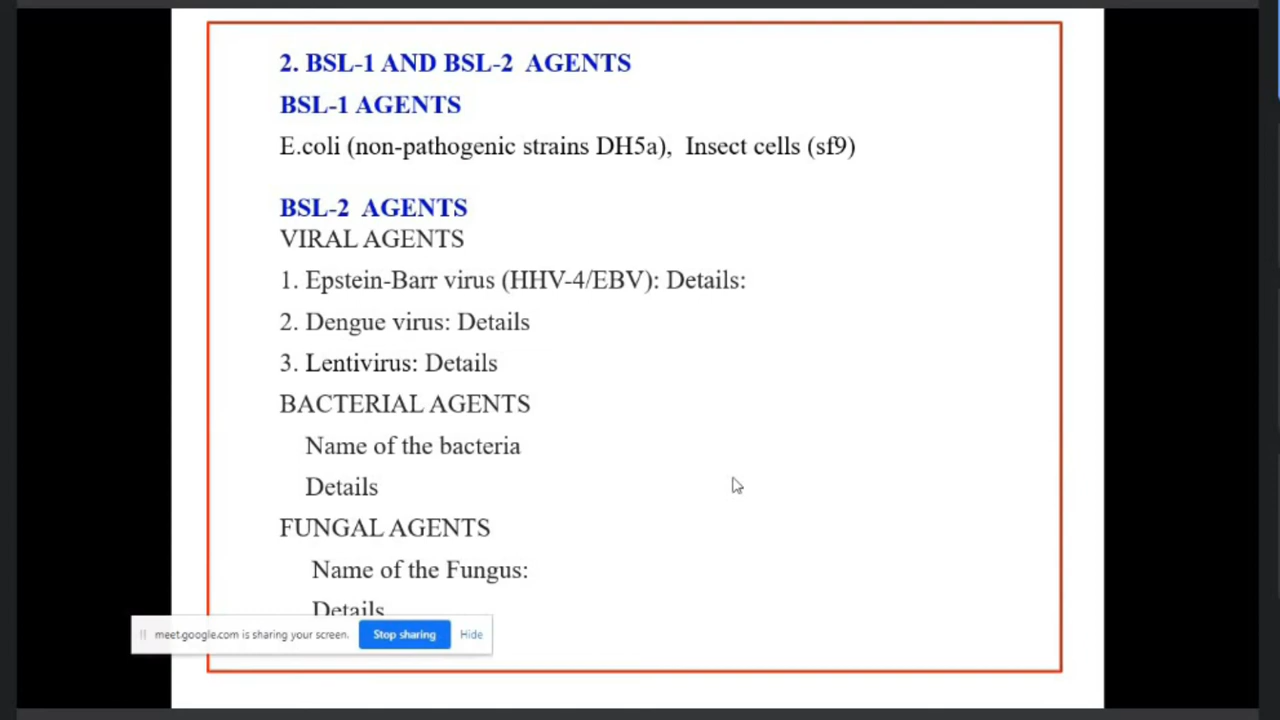 2. BSL-1 AND BSL-2 AGENTS
BSL-1 AGENTS
E.coli (non-pathogenic strains DH5a), Insect cells (sf9)
BSL-2 AGENTS
VIRAL AGENTS
1. Epstein-Barr virus (HHV-4/EBV): Details:
2. Dengue virus: Details
3. Lentivirus: Details
BACTERIAL AGENTS
Name of the bacteria
Details
FUNGAL AGENTS
Name of the Fungus:
Details
meet.google.com is sharing your screen. Stop sharing Hide